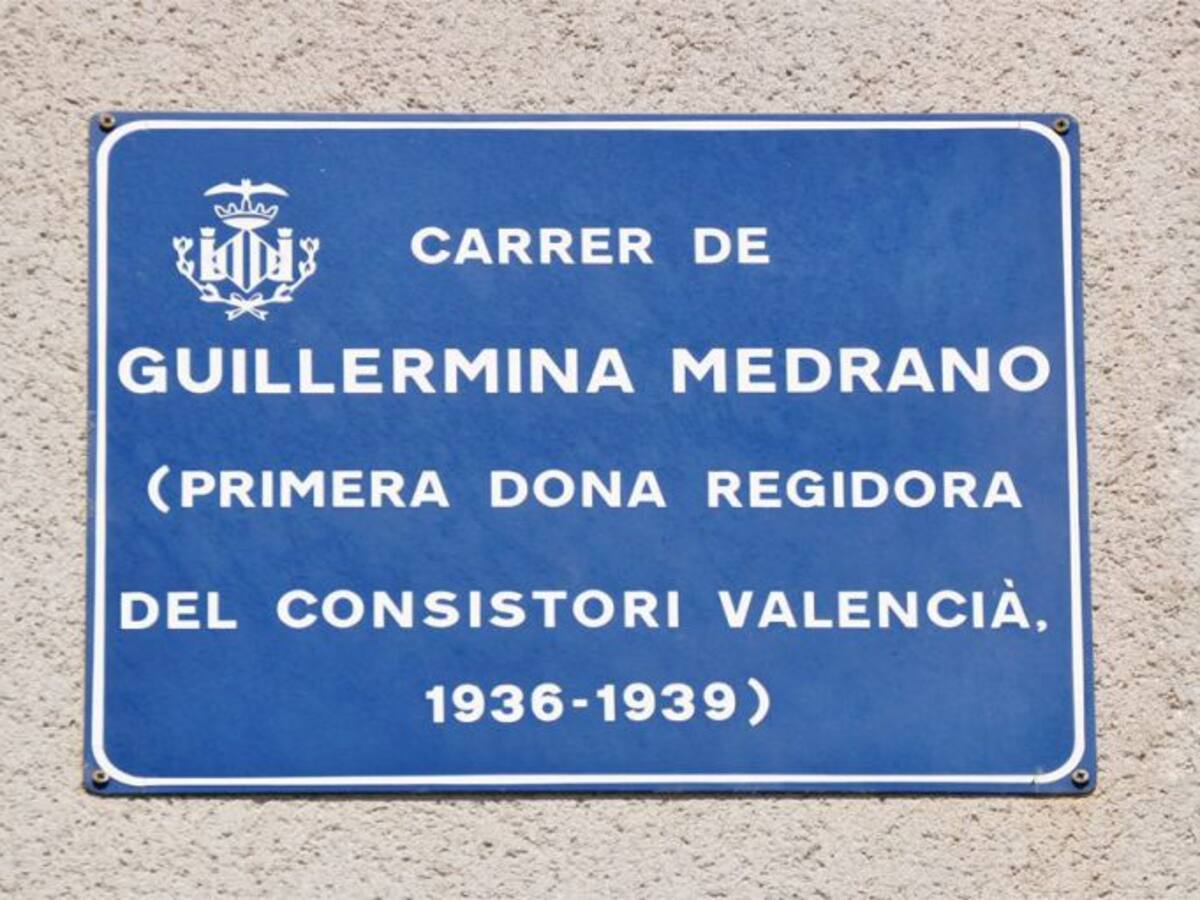 CARRER DE
GUILLERMINA MEDRANO
(PRIMERA DONA REGIDORA
DEL CONSISTORI VALENCIÀ,
1936-1939)